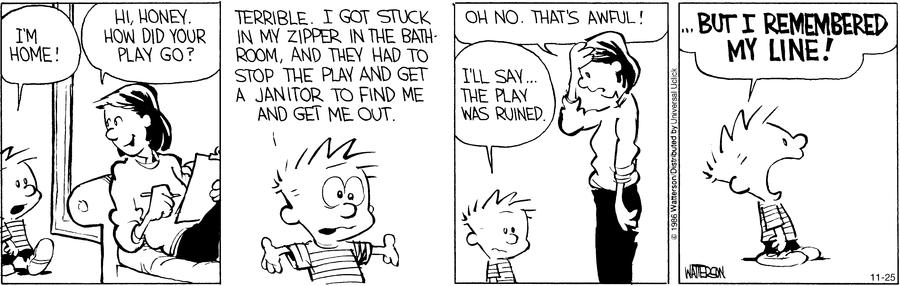 I'M
HOME!
HI, HONEY.
HOW DID YOUR
PLAY GO?
TERRIBLE. I GOT STUCK
IN MY ZIPPER IN THE BATH-
ROOM, AND THEY HAD TO
STOP THE PLAY AND GET
A JANITOR TO FIND ME
AND GET ME OUT.
OH NO. THAT'S AWFUL!
I'LL SAY...
THE PLAY
WAS RUINED.
© 1986 Watterson/Distributed by Universal Uclick
...BUT I REMEMBERED
MY LINE!
WATTERSON
11-25